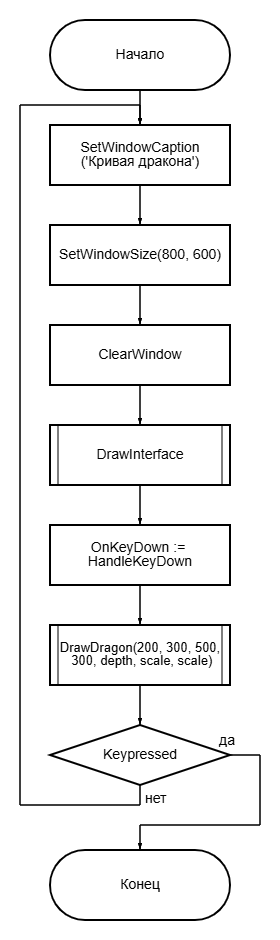 Начало
SetWindowCaption
('Кривая дракона')
SetWindowSize(800, 600)
ClearWindow
DrawInterface
OnKeyDown :=
HandleKeyDown
DrawDragon(200, 300, 500,
300, depth, scale, scale)
Keypressed
да
нет
Конец